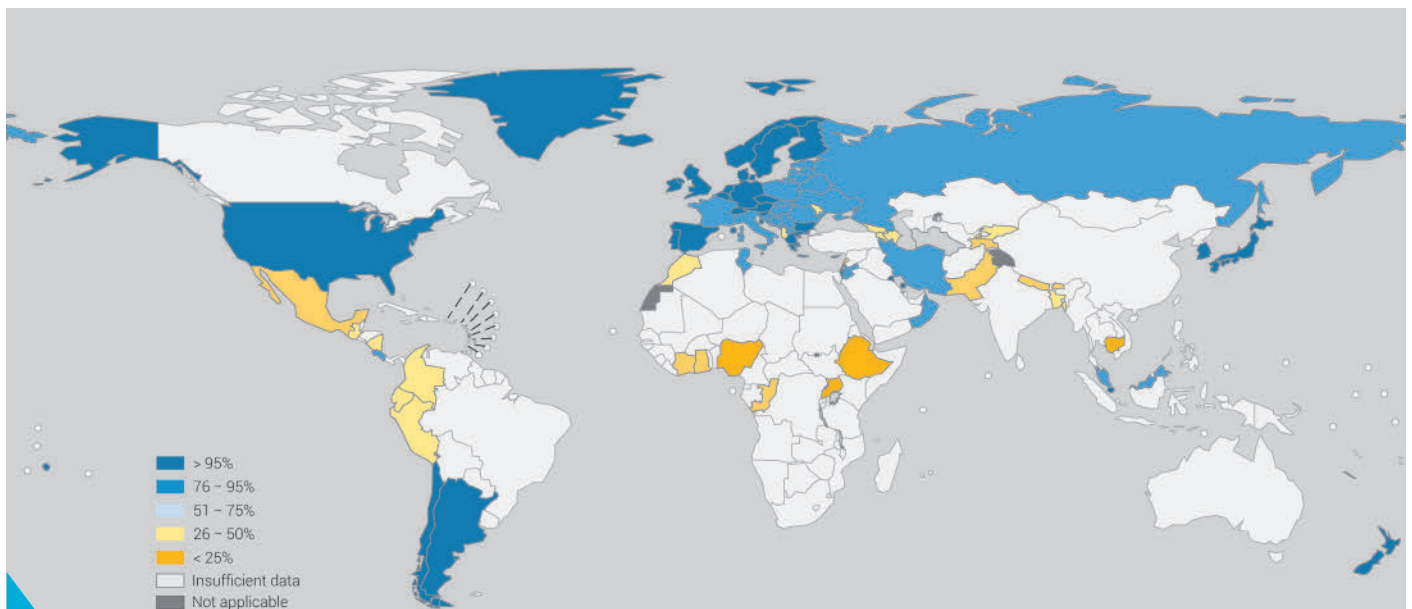 > 95%
76 – 95%
51 – 75%
26 – 50%
< 25%
Insufficient data
Not applicable